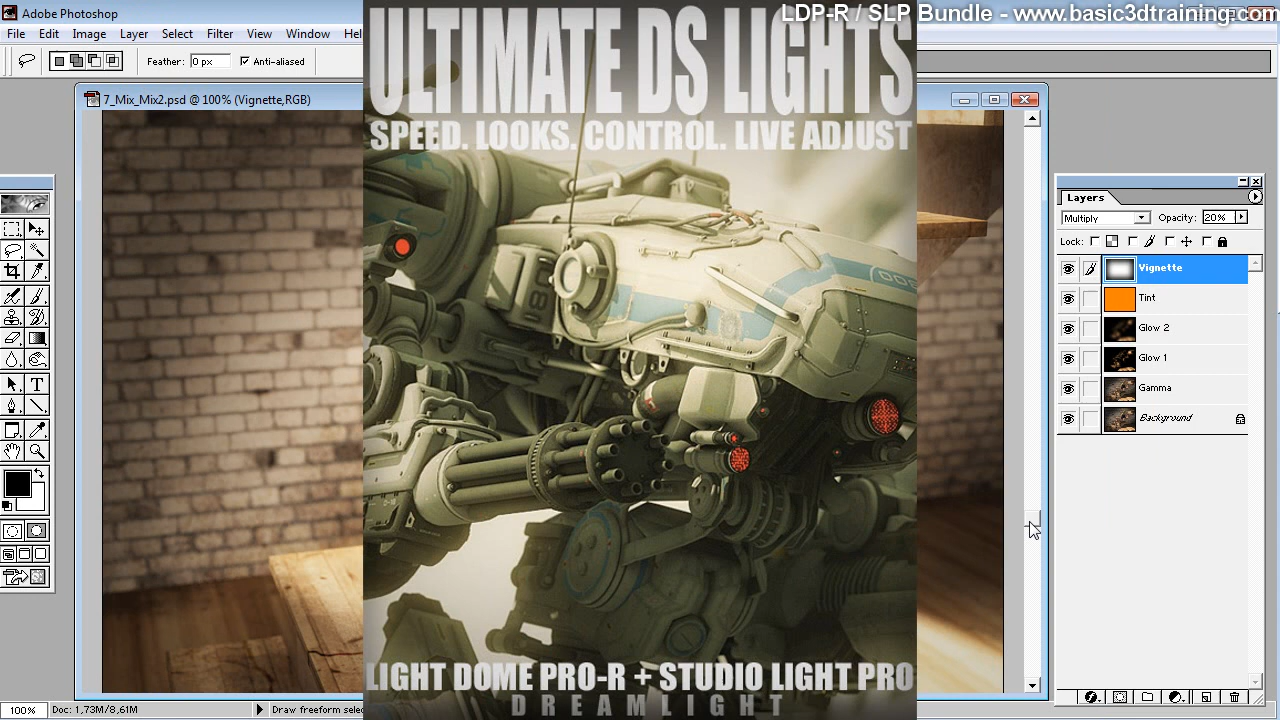 Adobe Photoshop
LDP-R / SLP Bundle - www.basic3dtraining.com
File Edit Image Layer Select Filter View Window Hel
Feather: 0 px Anti-aliased
7_Mix_Mix2.psd @ 100% (Vignette,RGB)
ULTIMATE DS LIGHTS
SPEED. LOOKS. CONTROL. LIVE ADJUST
Layers
Multiply Opacity: 20%
Lock:
Vignette
Tint
Glow 2
Glow 1
Gamma
Background
LIGHT DOME PRO-R + STUDIO LIGHT PRO
DREAMLIGHT
100% Doc: 1,73M/8,61M Draw freeform selec